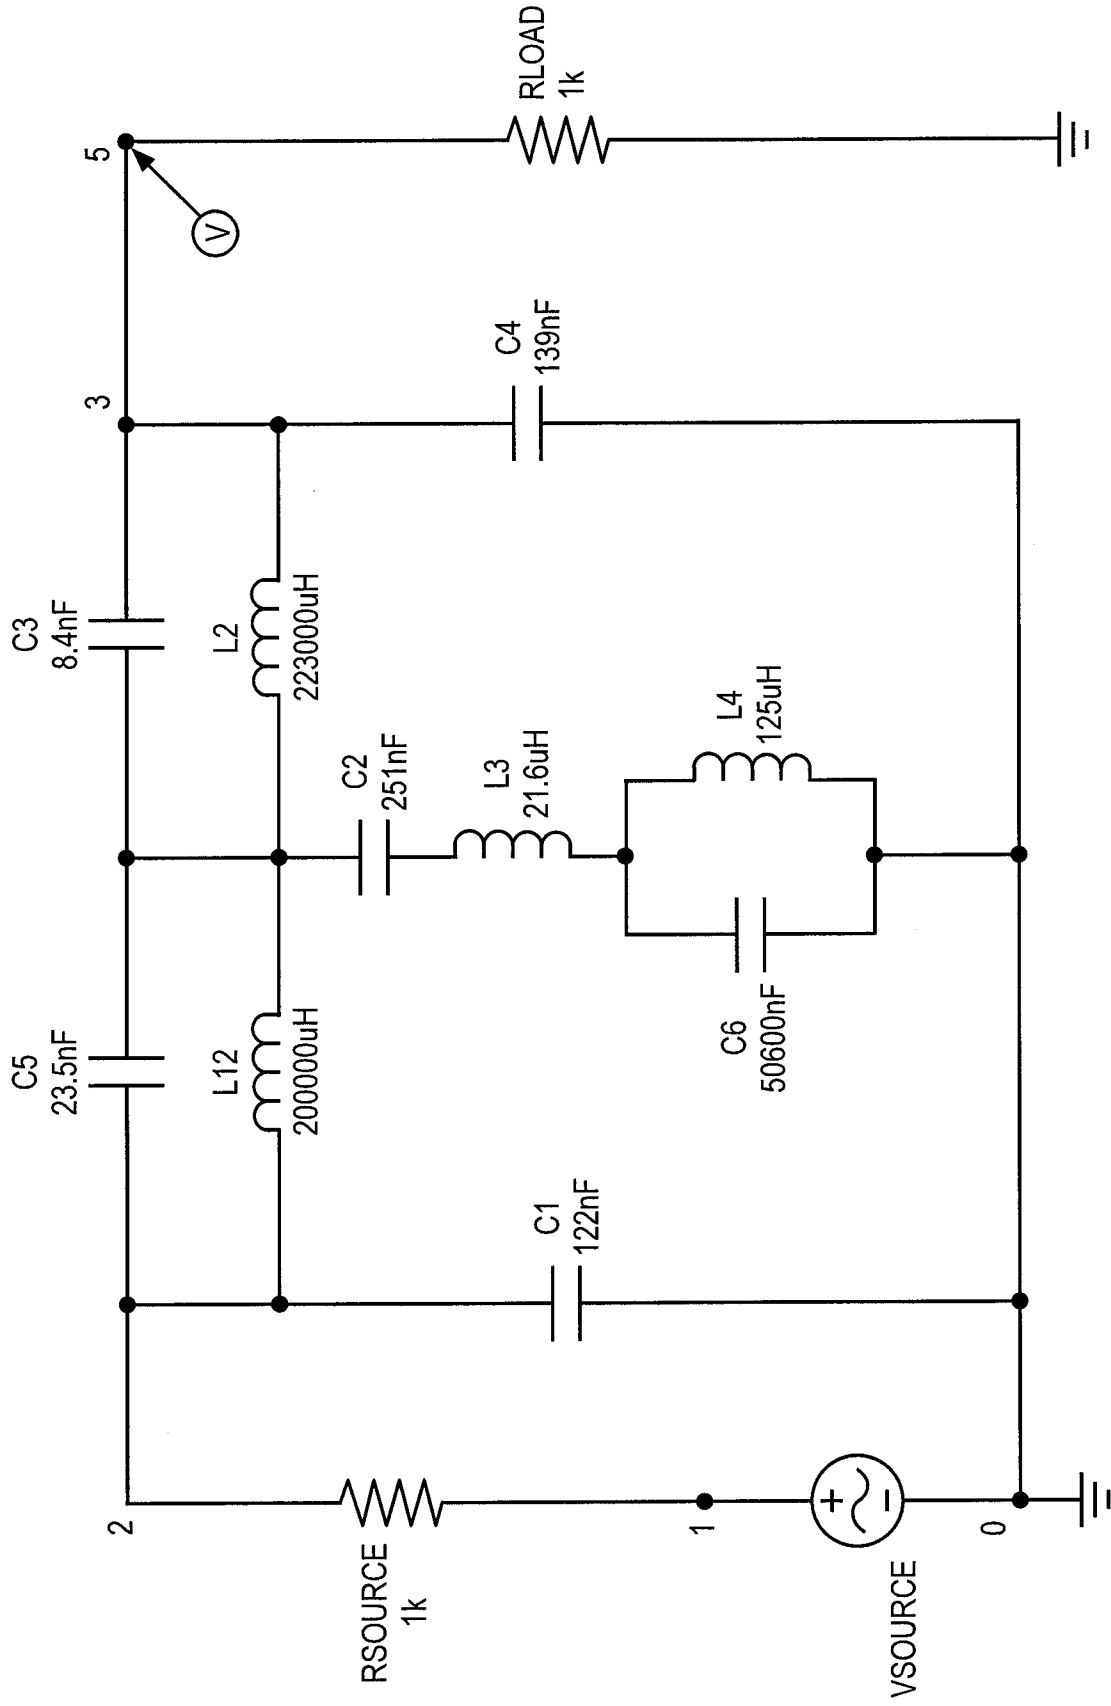 C5
23.5nF
C3
8.4nF
2
3
5
L12
200000uH
L2
223000uH
V
RSOURCE
1k
C1
122nF
C2
251nF
L3
21.6uH
C4
139nF
RLOAD
1k
C6
50600nF
L4
125uH
1
+
−
VSOURCE
0